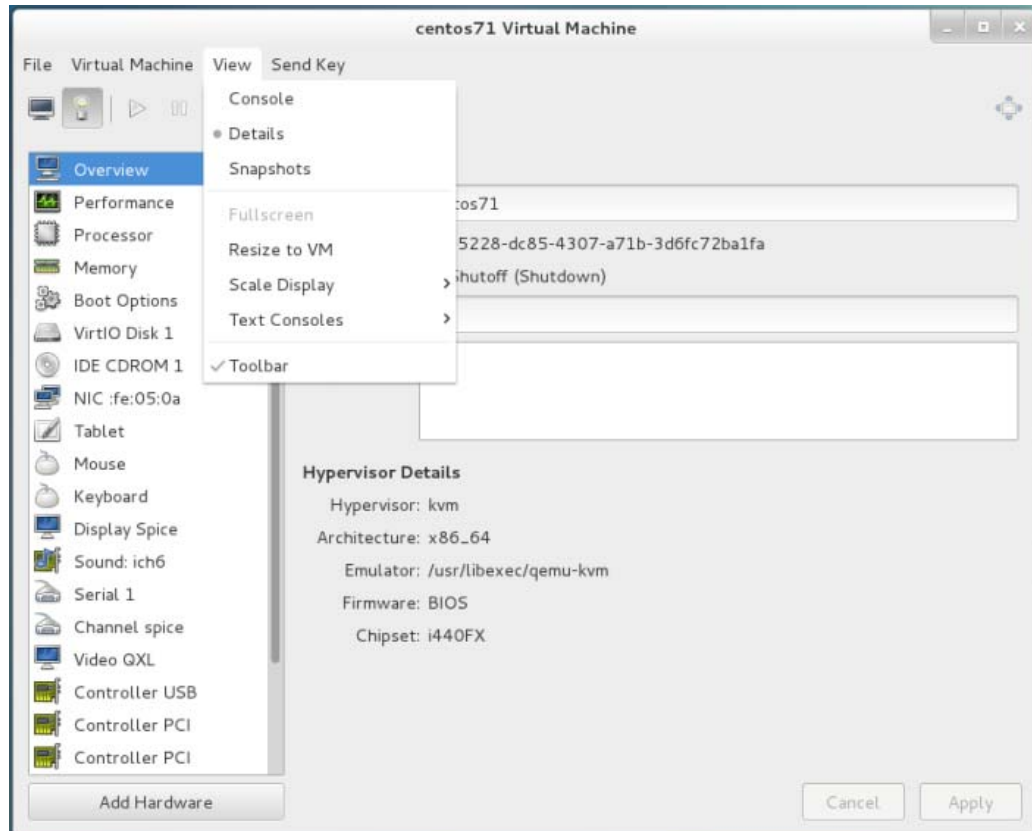 centos71 Virtual Machine
File Virtual Machine View Send Key
Console
Details
Snapshots
Fullscreen
Resize to VM
Scale Display
Text Consoles
Toolbar
Overview
Performance
Processor
Memory
Boot Options
VirtIO Disk 1
IDE CDROM 1
NIC :fe:05:0a
Tablet
Mouse
Keyboard
Display Spice
Sound: ich6
Serial 1
Channel spice
Video QXL
Controller USB
Controller PCI
Controller PCI
Add Hardware
tos71
5228-dc85-4307-a71b-3d6fc72ba1fa
Shutoff (Shutdown)
Hypervisor Details
Hypervisor: kvm
Architecture: x86_64
Emulator: /usr/libexec/qemu-kvm
Firmware: BIOS
Chipset: i440FX
Cancel Apply